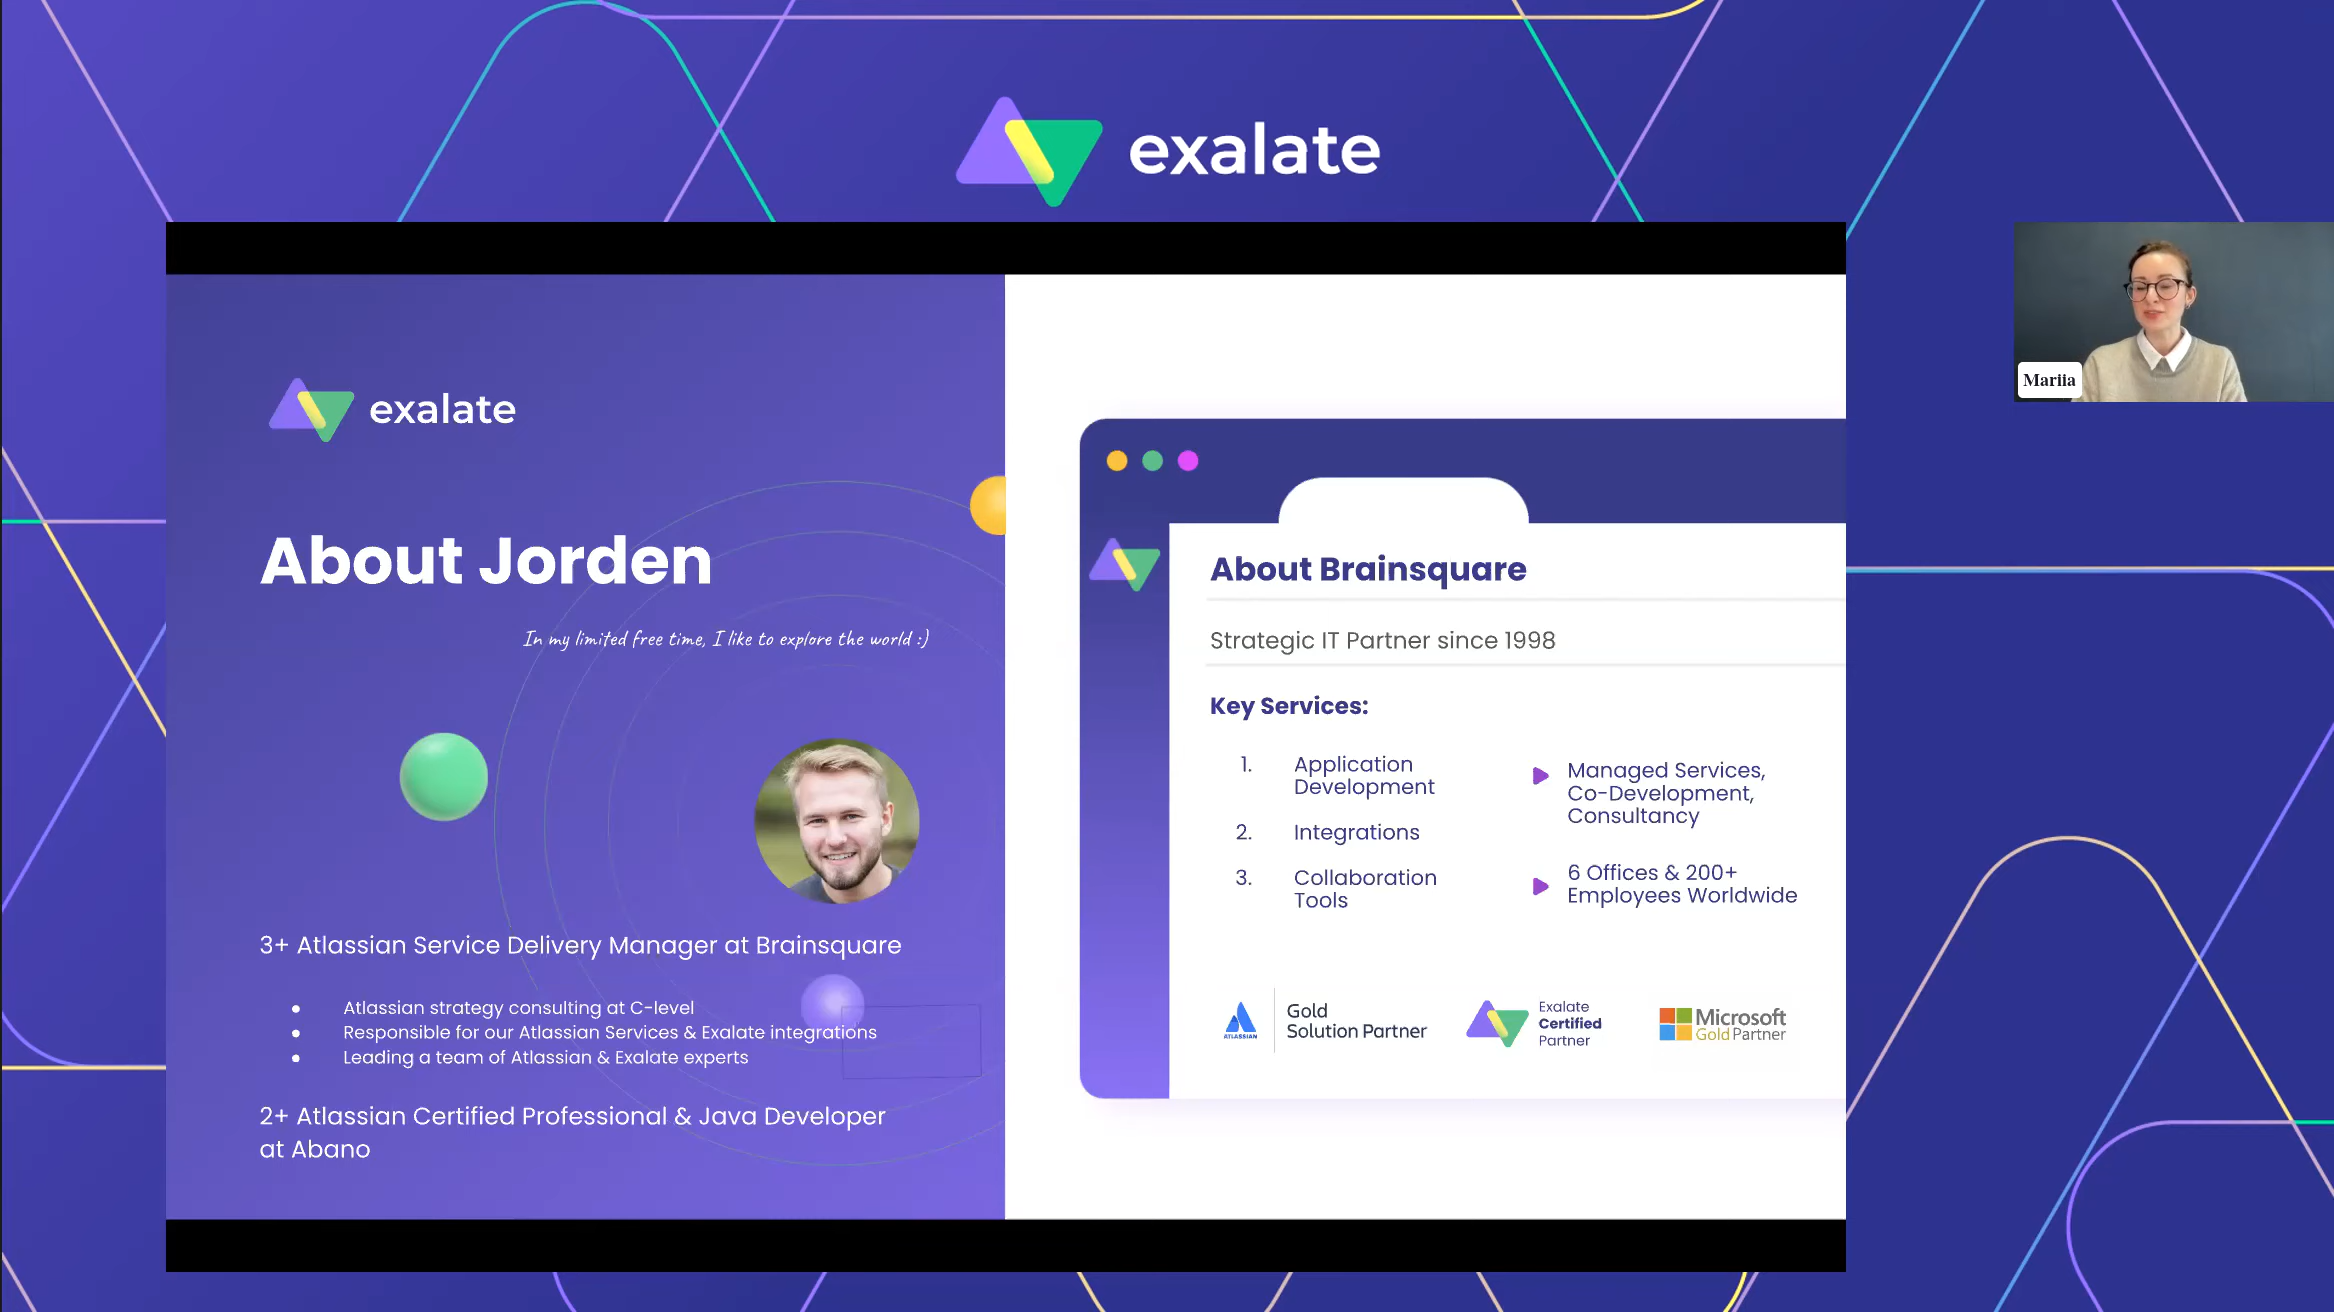 exalate
exalate
About Jorden
In my limited free time, I like to explore the world :)
3+ Atlassian Service Delivery Manager at Brainsquare
● Atlassian strategy consulting at C-level
● Responsible for our Atlassian Services & Exalate integrations
● Leading a team of Atlassian & Exalate experts
2+ Atlassian Certified Professional & Java Developer
at Abano
About Brainsquare
Strategic IT Partner since 1998
Key Services:
1. Application
Development
2. Integrations
3. Collaboration
Tools
Managed Services,
Co-Development,
Consultancy
6 Offices & 200+
Employees Worldwide
ATLASSIAN
Gold
Solution Partner
Exalate
Certified
Partner
Microsoft
Gold Partner
Mariia